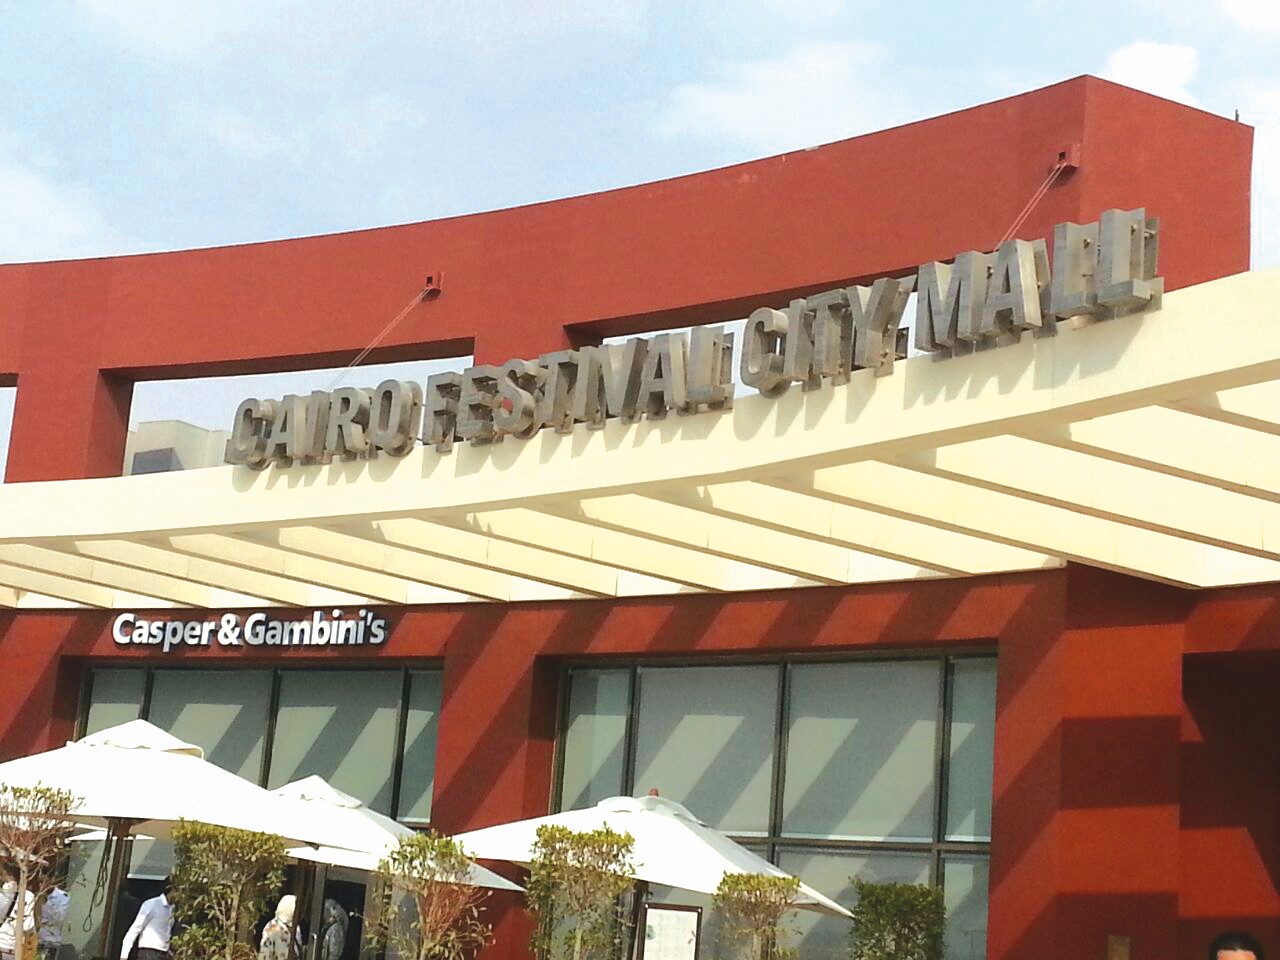 CAIRO FESTIVAL CITY MALL
Casper & Gambini's